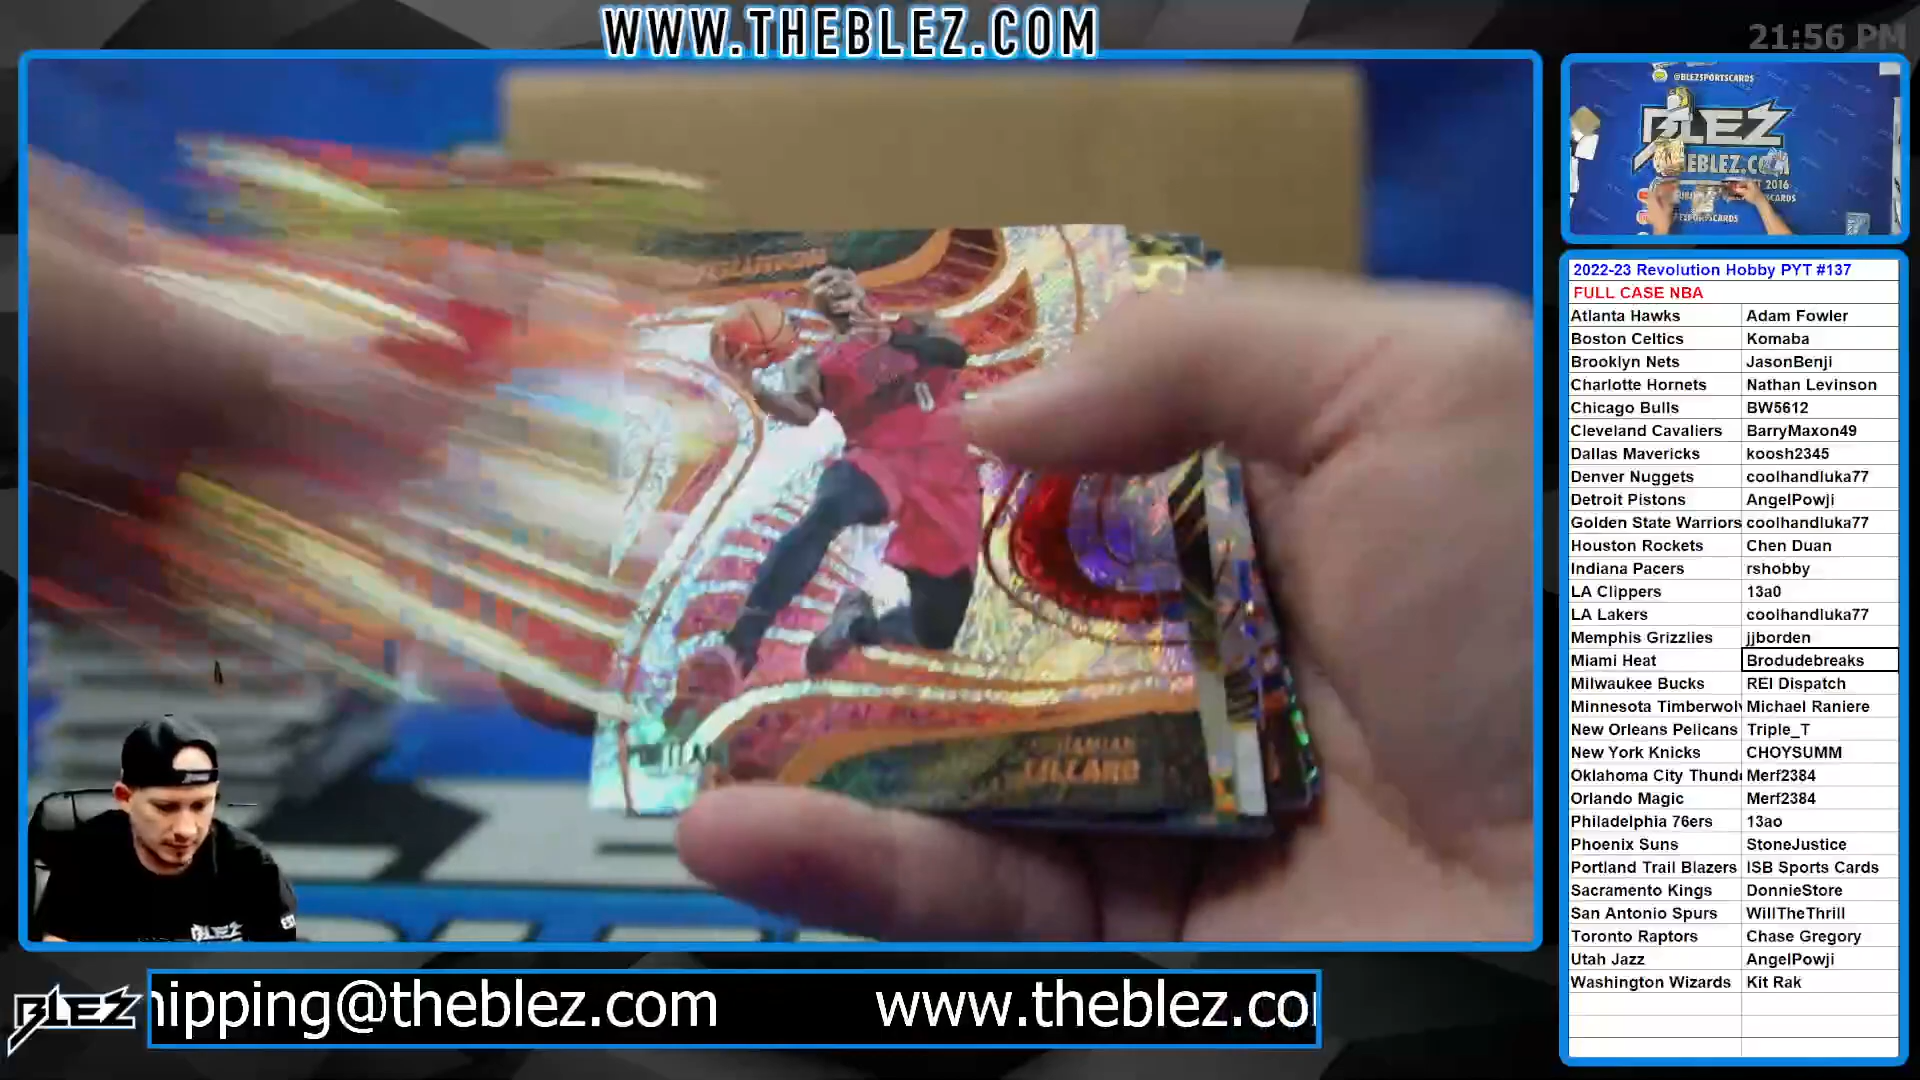 WWW.THEBLEZ.COM
21:56 PM
@BLEZSPORTSCARDS
BLEZ
2016
DAMIAN
LILLARD
2022-23 Revolution Hobby PYT #137
FULL CASE NBA
Atlanta Hawks Adam Fowler
Boston Celtics Komaba
Brooklyn Nets JasonBenji
Charlotte Hornets Nathan Levinson
Chicago Bulls BW5612
Cleveland Cavaliers BarryMaxon49
Dallas Mavericks koosh2345
Denver Nuggets coolhandluka77
Detroit Pistons AngelPowji
Golden State Warriors coolhandluka77
Houston Rockets Chen Duan
Indiana Pacers rshobby
LA Clippers 13a0
LA Lakers coolhandluka77
Memphis Grizzlies jjborden
Miami Heat Brodudebreaks
Milwaukee Bucks REI Dispatch
Minnesota Timberwolv Michael Raniere
New Orleans Pelicans Triple_T
New York Knicks CHOYSUMM
Oklahoma City Thund Merf2384
Orlando Magic Merf2384
Philadelphia 76ers 13ao
Phoenix Suns StoneJustice
Portland Trail Blazers ISB Sports Cards
Sacramento Kings DonnieStore
San Antonio Spurs WillTheThrill
Toronto Raptors Chase Gregory
Utah Jazz AngelPowji
Washington Wizards Kit Rak
BLEZ
hipping@theblez.com www.theblez.co